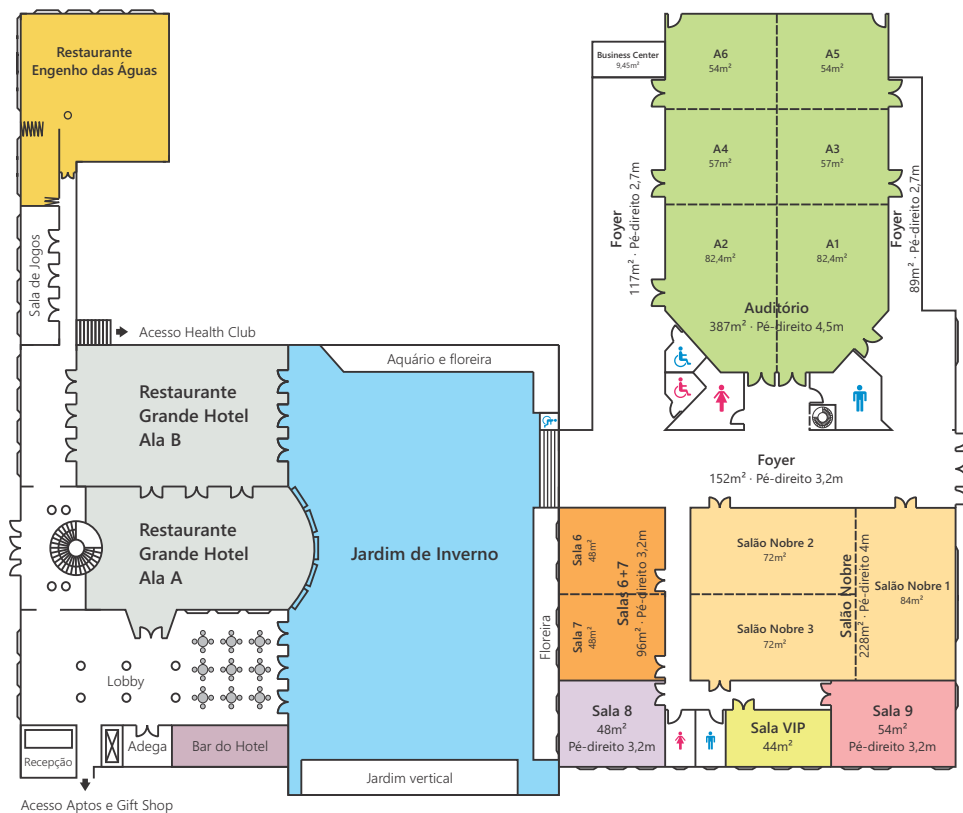 Restaurante
Engenho das Águas
Sala de Jogos
Acesso Health Club
Restaurante
Grande Hotel
Ala B
Restaurante
Grande Hotel
Ala A
Lobby
Recepção
Adega
Bar do Hotel
Acesso Aptos e Gift Shop
Aquário e floreira
Jardim de Inverno
Jardim vertical
Floreira
Business Center
9,45m²
Foyer
117m² · Pé-direito 2,7m
A6
54m²
A5
54m²
A4
57m²
A3
57m²
A2
82,4m²
A1
82,4m²
Auditório
387m² · Pé-direito 4,5m
Foyer
89m² · Pé-direito 2,7m
Foyer
152m² · Pé-direito 3,2m
Sala 6
48m²
Sala 7
48m²
Salas 6+7
96m² · Pé-direito 3,2m
Salão Nobre 2
72m²
Salão Nobre 3
72m²
Salão Nobre
228m² · Pé-direito 4m
Salão Nobre 1
84m²
Sala 8
48m²
Pé-direito 3,2m
Sala VIP
44m²
Sala 9
54m²
Pé-direito 3,2m